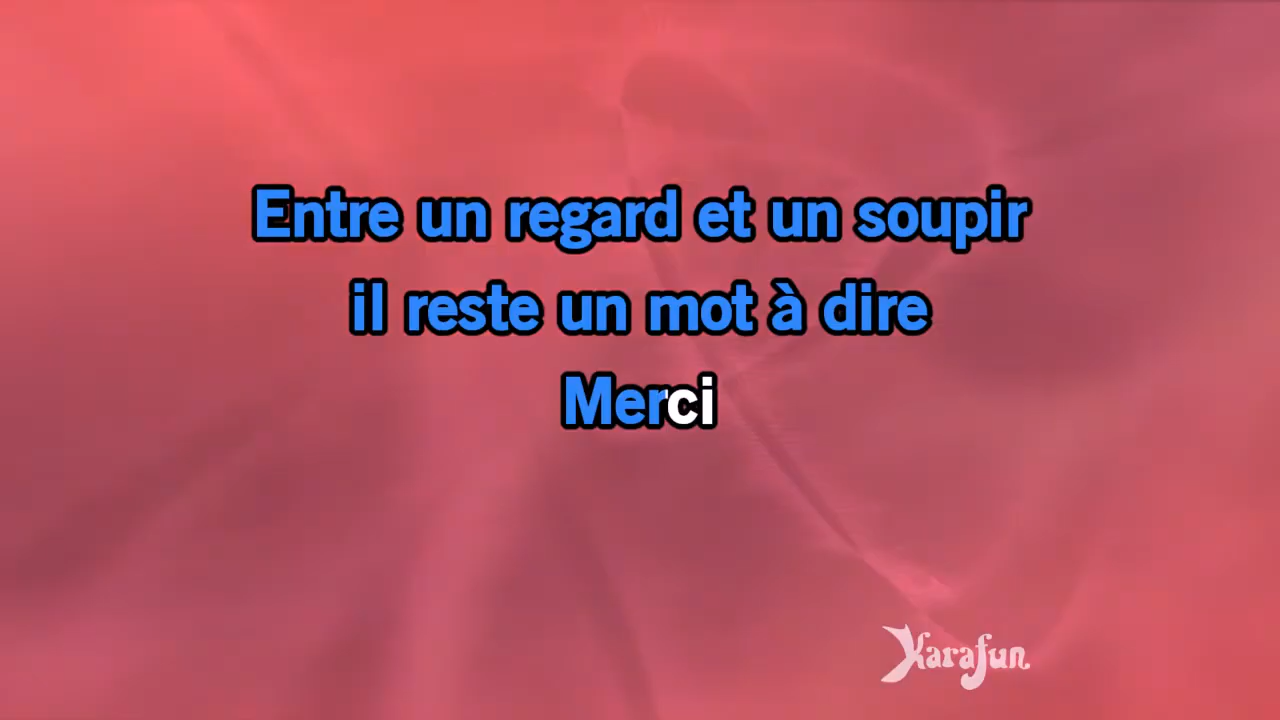 Entre un regard et un soupir
il reste un mot à dire
Merci
Karafun